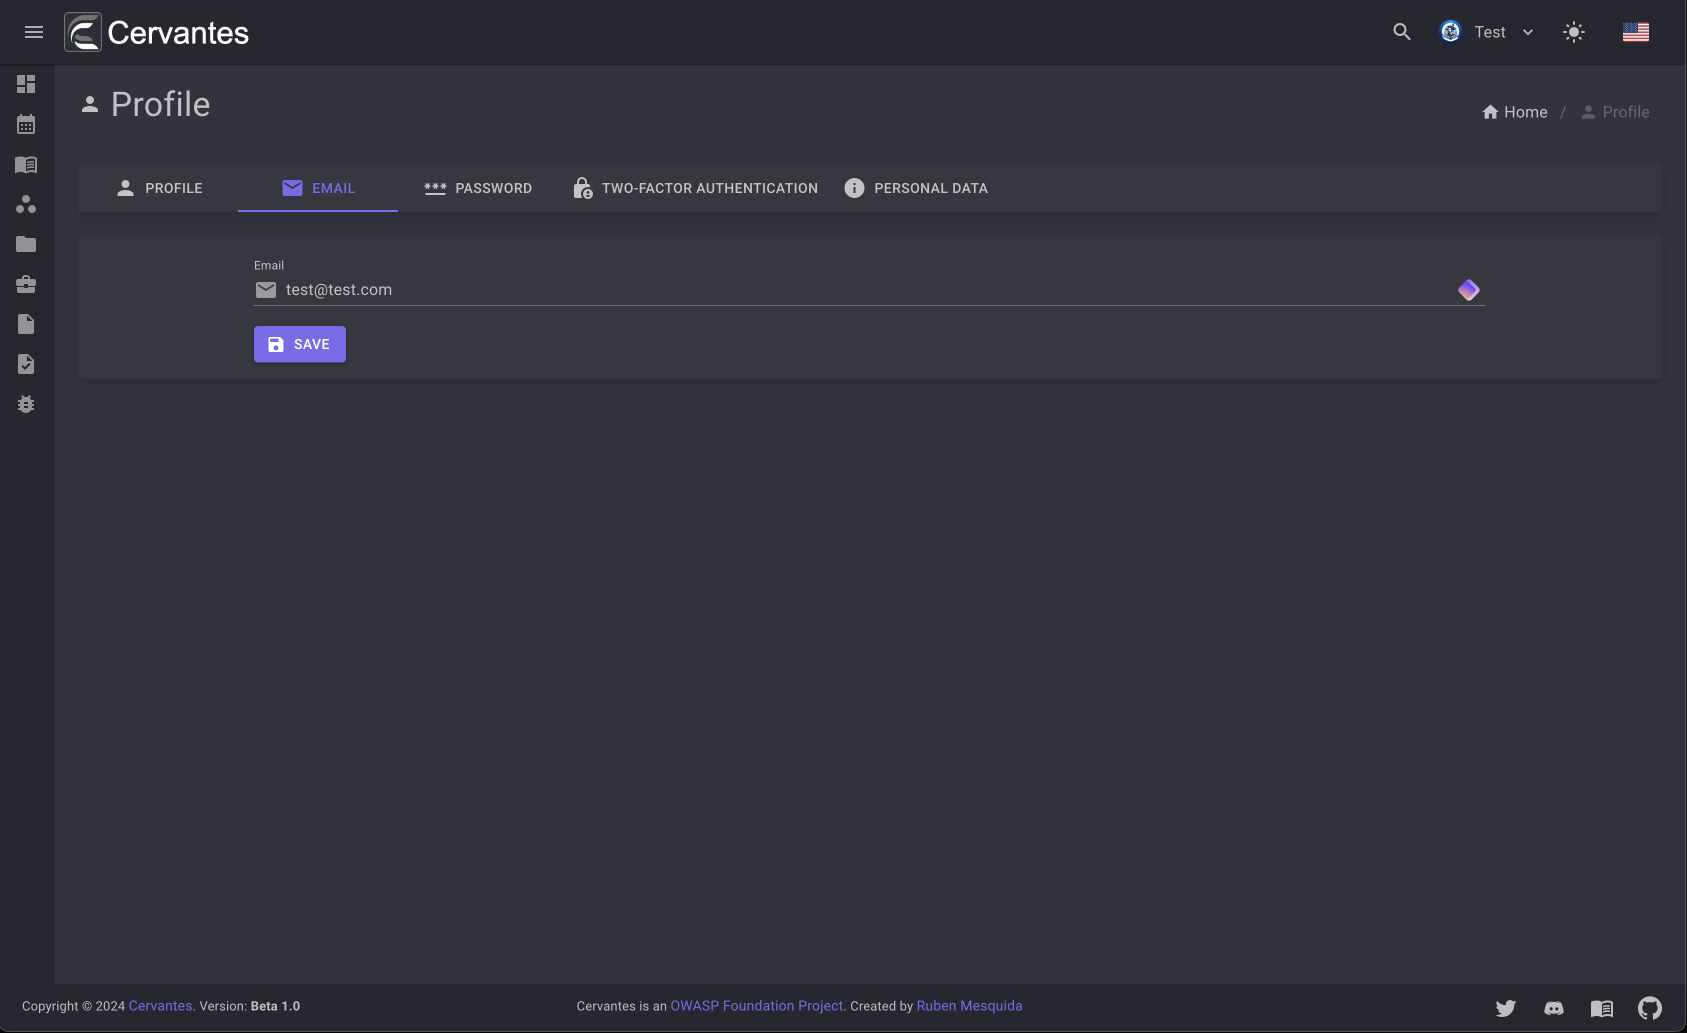 Cervantes
Test
Profile
Home / Profile
PROFILE
EMAIL
PASSWORD
TWO-FACTOR AUTHENTICATION
PERSONAL DATA
Email
test@test.com
SAVE
Copyright © 2024 Cervantes. Version: Beta 1.0
Cervantes is an OWASP Foundation Project. Created by Ruben Mesquida